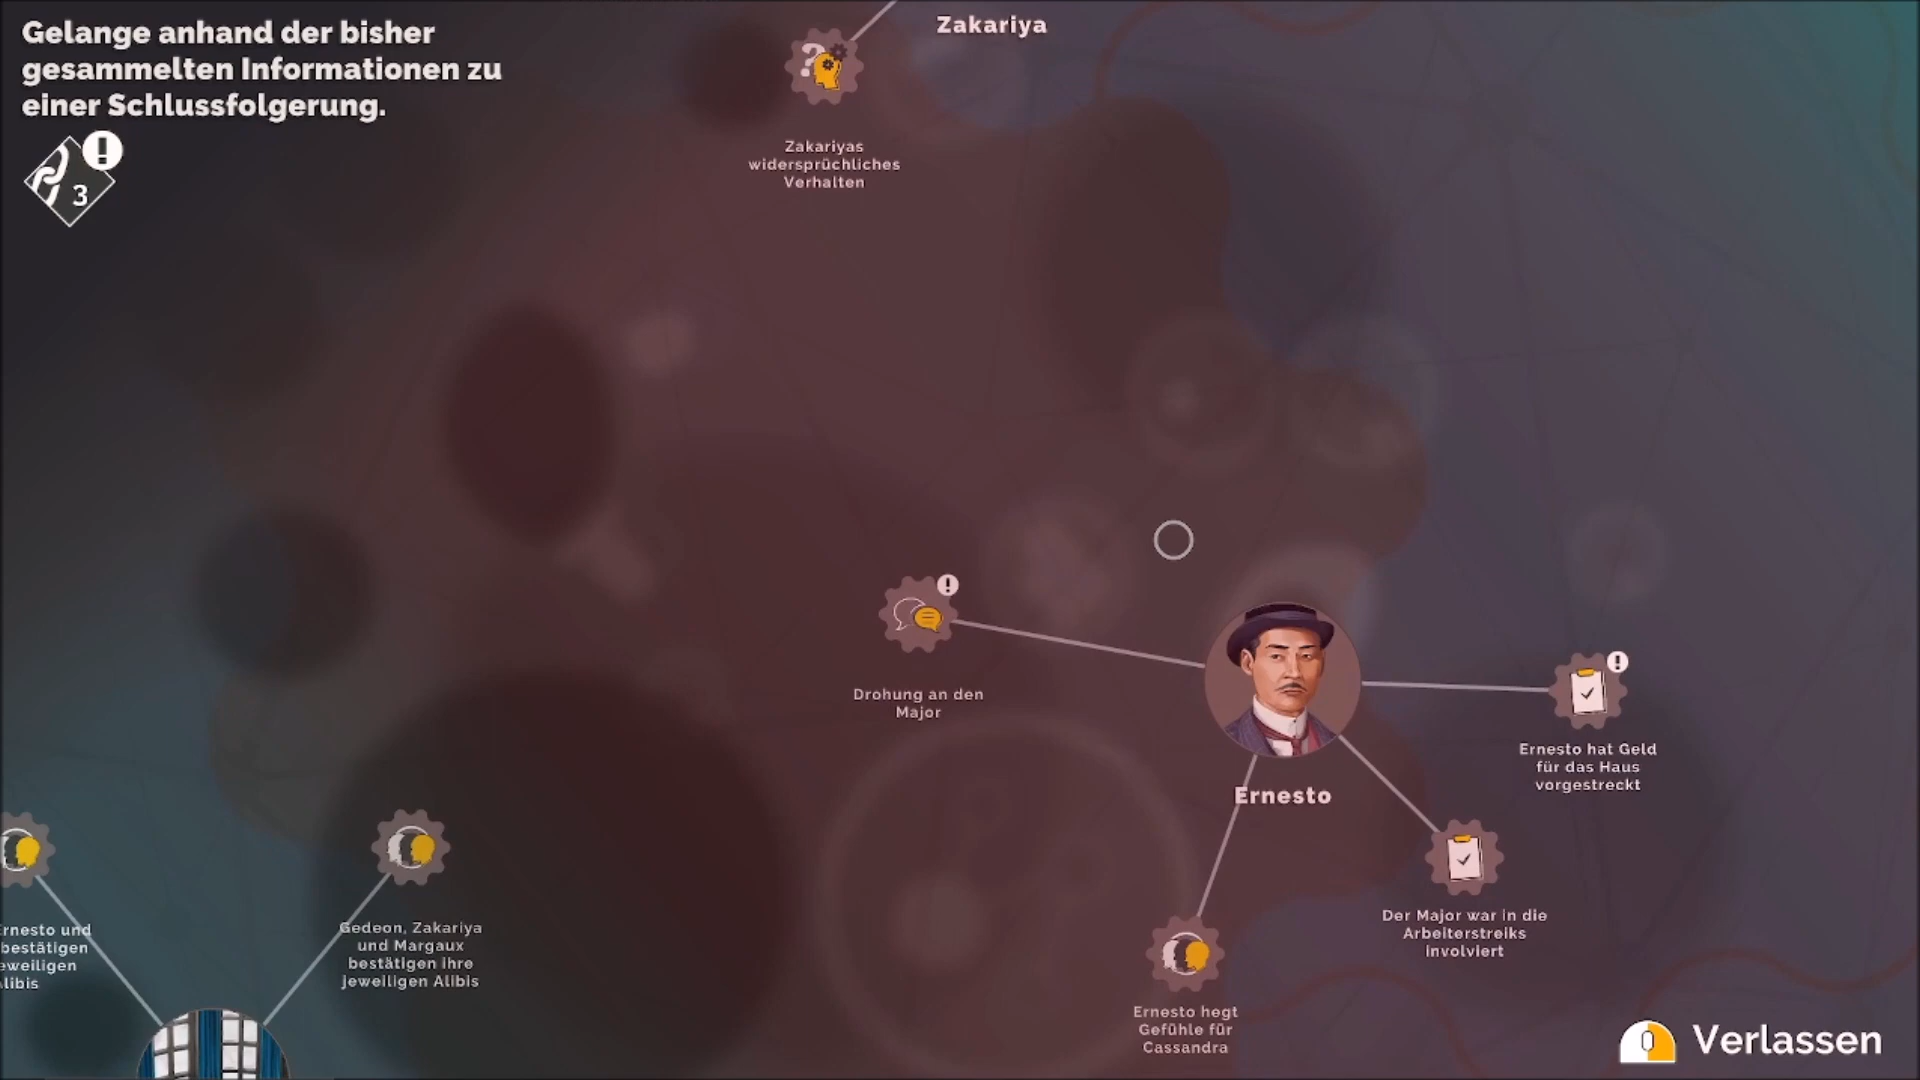 Gelange anhand der bisher
gesammelten Informationen zu
einer Schlussfolgerung.
3
Zakariya
Zakariyas
widersprüchliches
Verhalten
Drohung an den
Major
Ernesto
Ernesto hat Geld
für das Haus
vorgestreckt
Der Major war in die
Arbeiterstreiks
involviert
Ernesto hegt
Gefühle für
Cassandra
Gedeon, Zakariya
und Margaux
bestätigen ihre
jeweiligen Alibis
rnesto und
bestätigen
eweiligen
libis
Verlassen